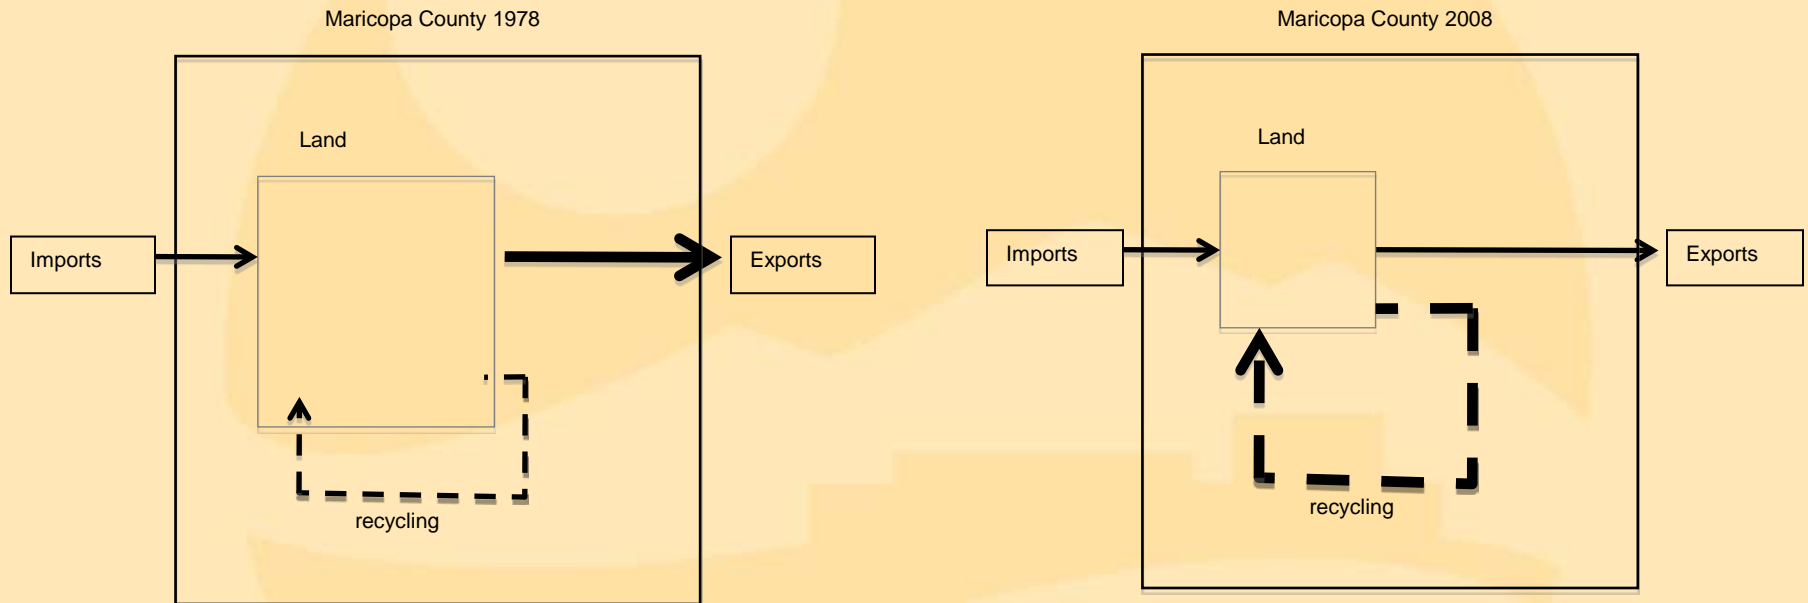 Maricopa County 1978
Land
Imports
Exports
recycling
Maricopa County 2008
Land
Imports
Exports
recycling